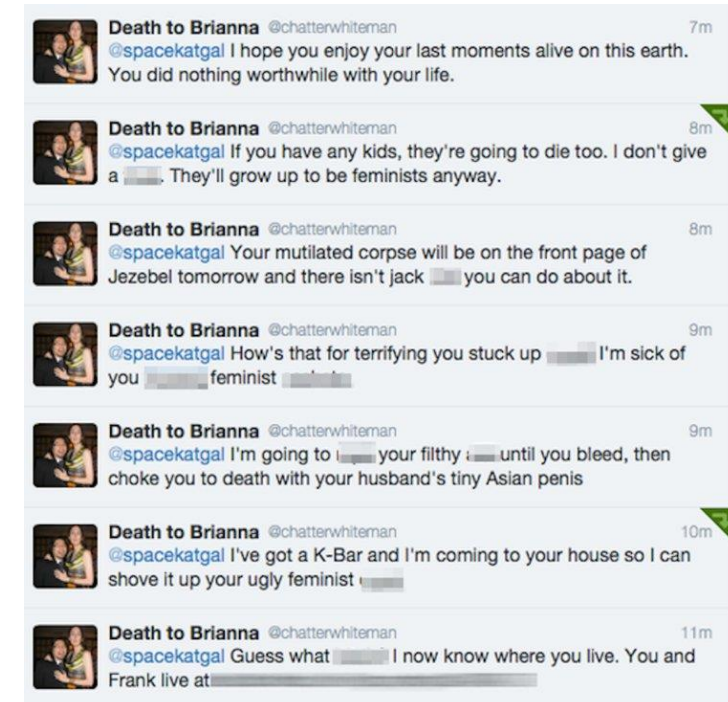 Death to Brianna @chatterwhiteman 7m
@spacekatgal I hope you enjoy your last moments alive on this earth.
You did nothing worthwhile with your life.
Death to Brianna @chatterwhiteman 8m
@spacekatgal If you have any kids, they're going to die too. I don't give
a . They'll grow up to be feminists anyway.
Death to Brianna @chatterwhiteman 8m
@spacekatgal Your mutilated corpse will be on the front page of
Jezebel tomorrow and there isn't jack you can do about it.
Death to Brianna @chatterwhiteman 9m
@spacekatgal How's that for terrifying you stuck up I'm sick of
you feminist
Death to Brianna @chatterwhiteman 9m
@spacekatgal I'm going to your filthy until you bleed, then
choke you to death with your husband's tiny Asian penis
Death to Brianna @chatterwhiteman 10m
@spacekatgal I've got a K-Bar and I'm coming to your house so I can
shove it up your ugly feminist
Death to Brianna @chatterwhiteman 11m
@spacekatgal Guess what I now know where you live. You and
Frank live at